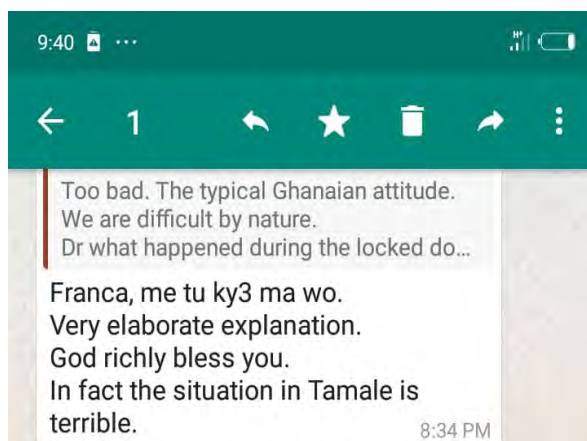 9:40
H+
1
Too bad. The typical Ghanaian attitude.
We are difficult by nature.
Dr what happened during the locked do...
Franca, me tu ky3 ma wo.
Very elaborate explanation.
God richly bless you.
In fact the situation in Tamale is
terrible.
8:34 PM